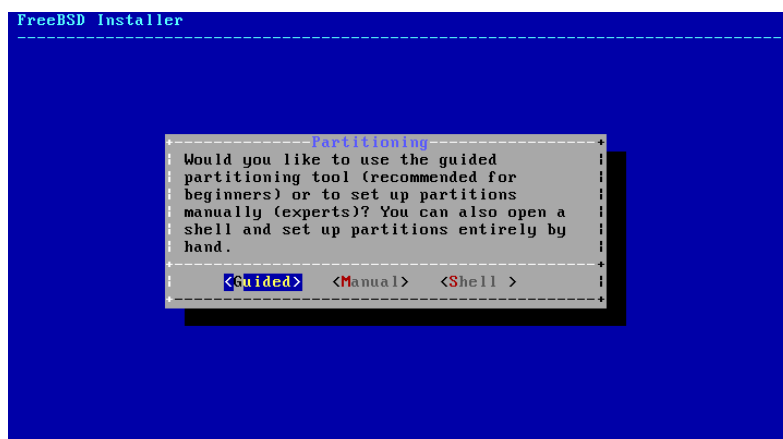 FreeBSD Installer
Partitioning
Would you like to use the guided
partitioning tool (recommended for
beginners) or to set up partitions
manually (experts)? You can also open a
shell and set up partitions entirely by
hand.
<Guided> <Manual> <Shell >